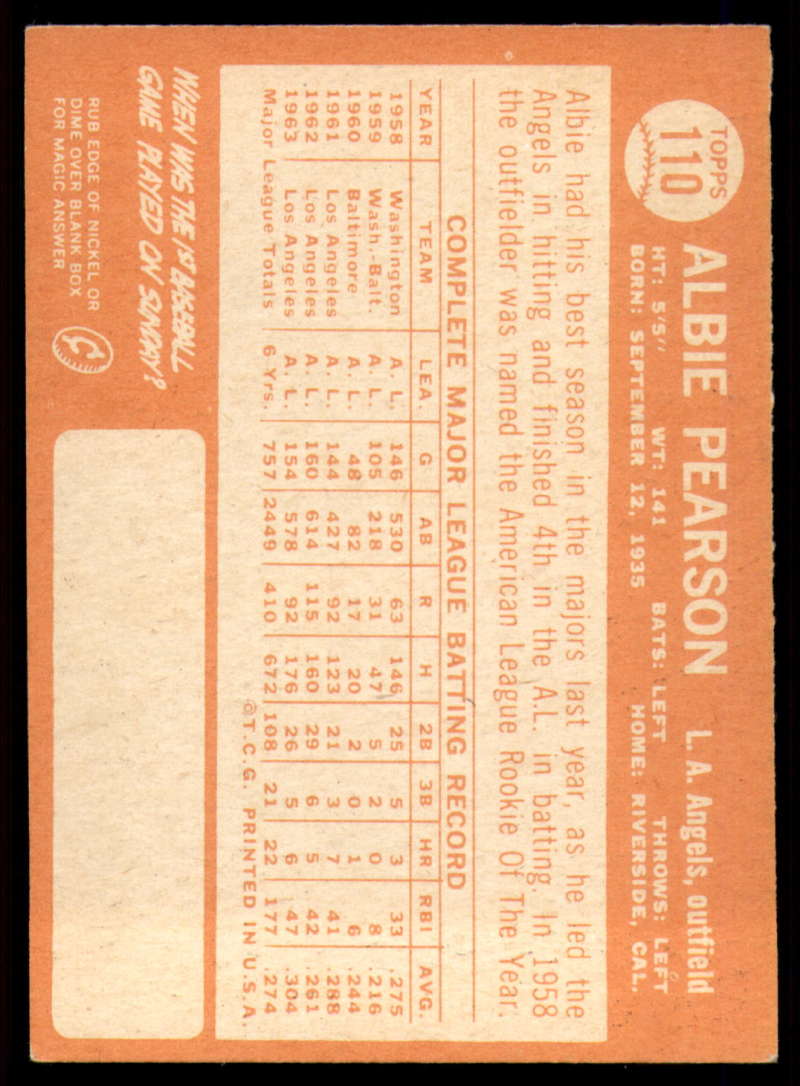 TOPPS
110
ALBIE PEARSON L. A. Angels, outfield
HT: 5'5" WT: 141 BATS: LEFT THROWS: LEFT
BORN: SEPTEMBER 12, 1935 HOME: RIVERSIDE, CAL.
Albie had his best season in the majors last year, as he led the
Angels in hitting and finished 4th in the A.L. in batting. In 1958
the outfielder was named the American League Rookie Of The Year.
COMPLETE MAJOR LEAGUE BATTING RECORD
YEAR TEAM LEA. G AB R H 2B 3B HR RBI AVG.
1958 Washington A. L. 146 530 63 146 25 5 3 33 .275
1959 Wash.-Balt. A. L. 105 218 31 47 5 2 0 8 .216
1960 Baltimore A. L. 48 82 17 20 2 0 1 6 .244
1961 Los Angeles A. L. 144 427 92 123 21 3 7 41 .288
1962 Los Angeles A. L. 160 614 115 160 29 6 5 42 .261
1963 Los Angeles A. L. 154 578 92 176 26 5 6 47 .304
Major League Totals 6 Yrs. 757 2449 410 672 108 21 22 177 .274
©T.C.G. PRINTED IN U.S.A.
WHEN WAS THE 1ST BASEBALL
GAME PLAYED ON SUNDAY?
RUB EDGE OF NICKEL OR
DIME OVER BLANK BOX
FOR MAGIC ANSWER